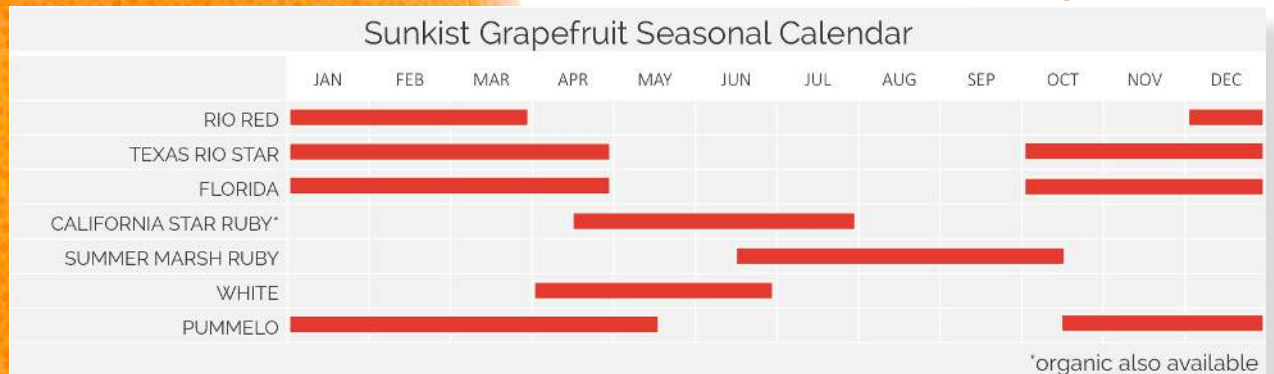 Sunkist Grapefruit Seasonal Calendar
JAN FEB MAR APR MAY JUN JUL AUG SEP OCT NOV DEC
RIO RED
TEXAS RIO STAR
FLORIDA
CALIFORNIA STAR RUBY*
SUMMER MARSH RUBY
WHITE
PUMMELO
*organic also available